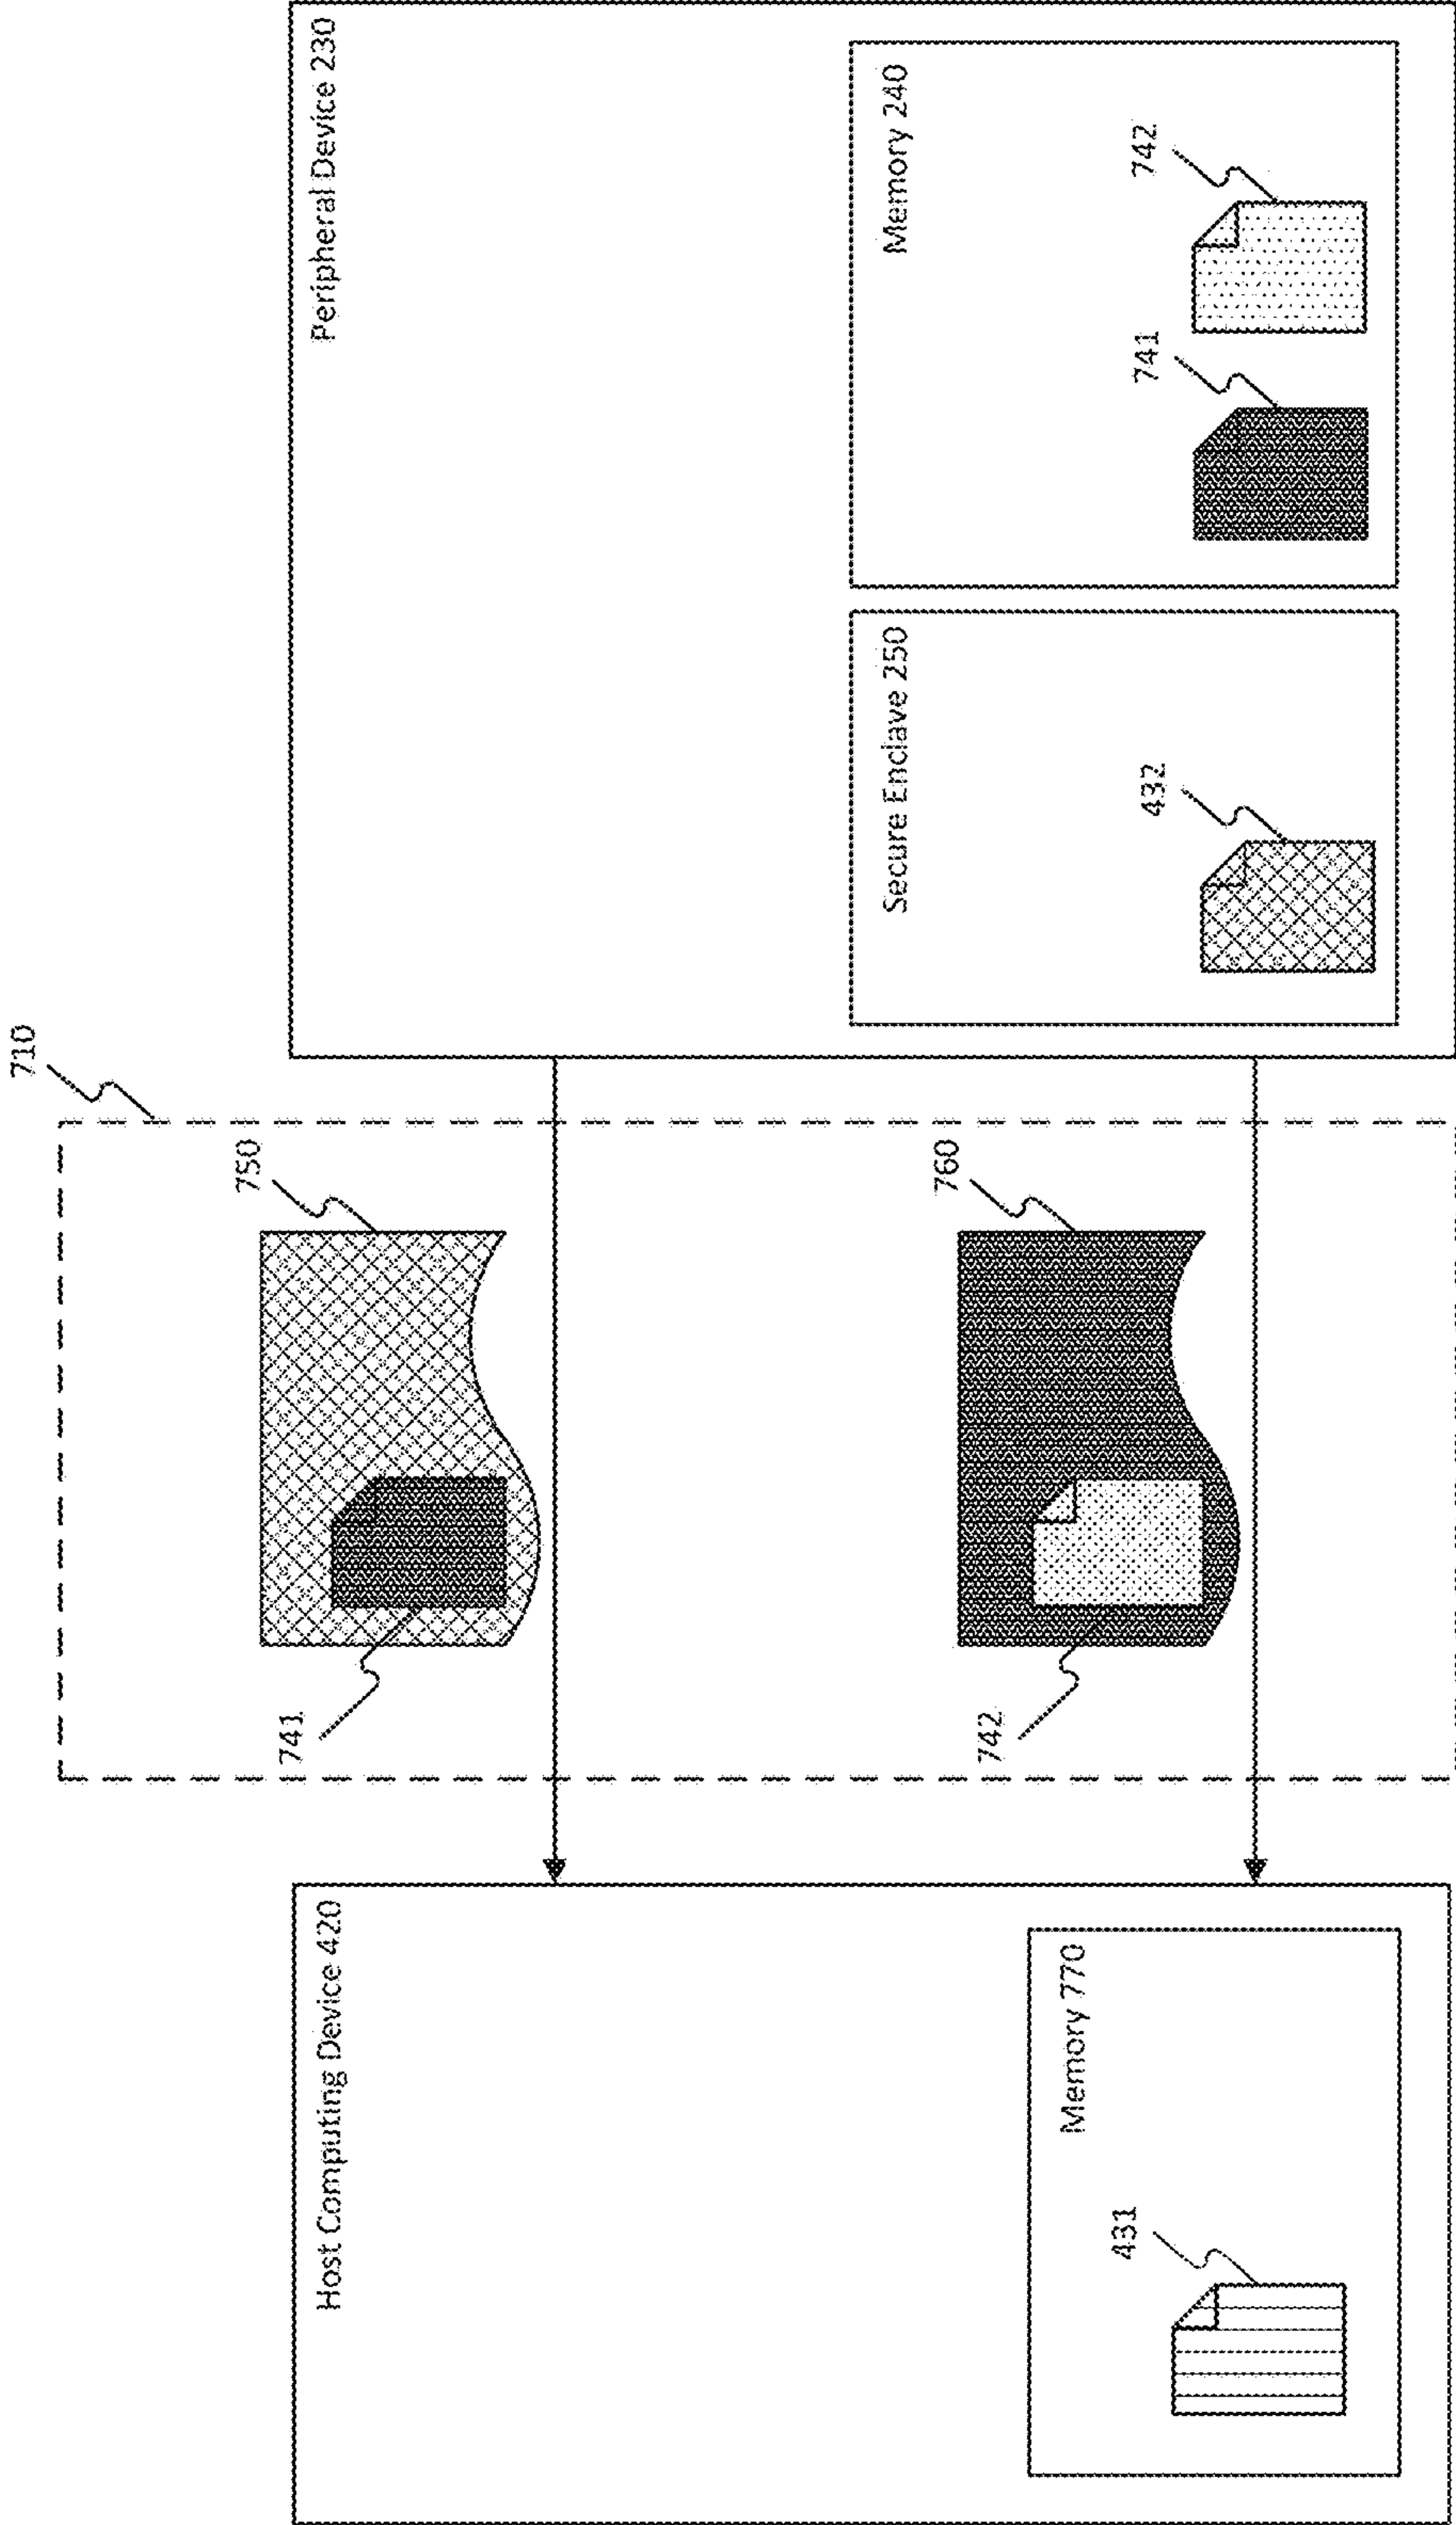 710
Host Computing Device 420
741
750
Peripheral Device 230
Secure Enclave 250
Memory 240
742
760
Memory 770
431
432
741
742